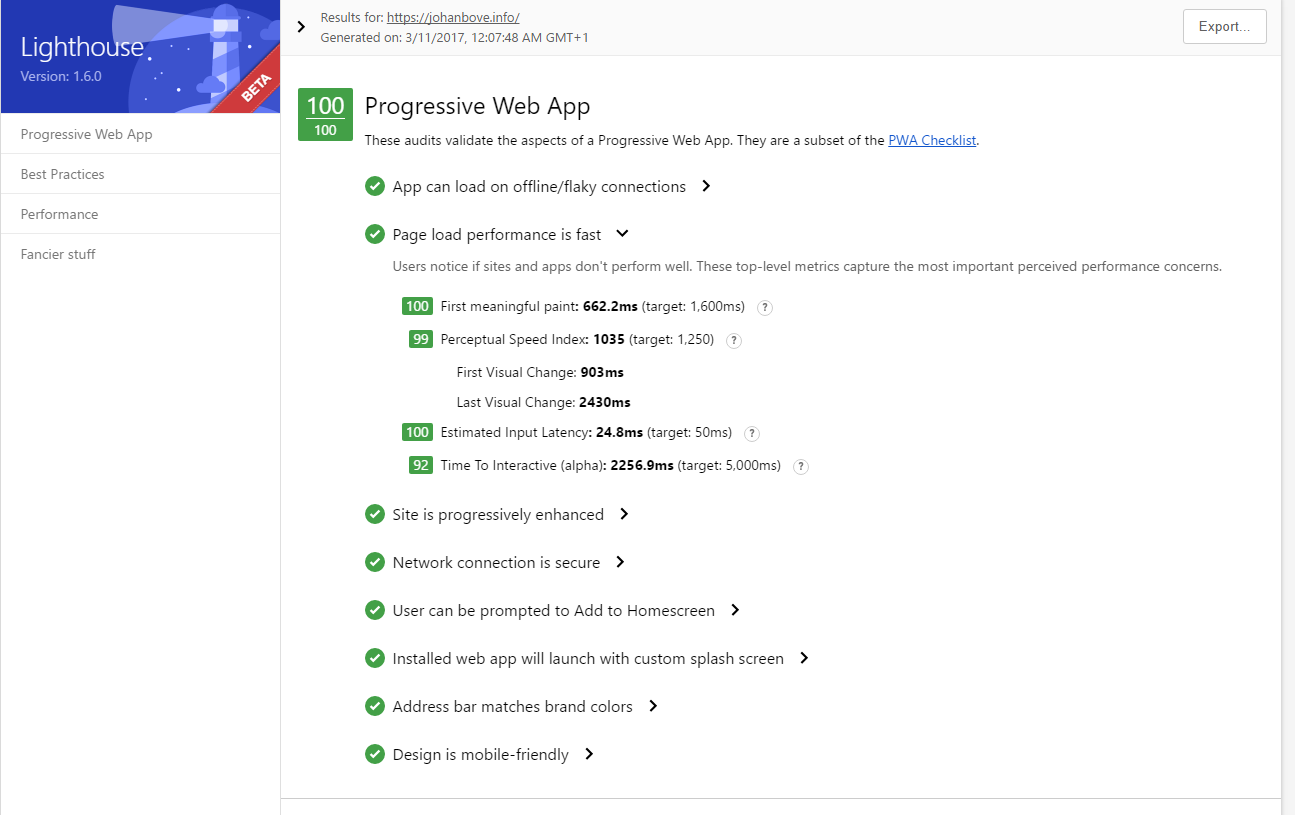 Lighthouse
Version: 1.6.0
BETA
Progressive Web App
Best Practices
Performance
Fancier stuff
Results for: https://johanbove.info/
Generated on: 3/11/2017, 12:07:48 AM GMT+1
Export...
100
100
Progressive Web App
These audits validate the aspects of a Progressive Web App. They are a subset of the PWA Checklist.
App can load on offline/flaky connections
Page load performance is fast
Users notice if sites and apps don't perform well. These top-level metrics capture the most important perceived performance concerns.
100 First meaningful paint: 662.2ms (target: 1,600ms) ?
99 Perceptual Speed Index: 1035 (target: 1,250) ?
First Visual Change: 903ms
Last Visual Change: 2430ms
100 Estimated Input Latency: 24.8ms (target: 50ms) ?
92 Time To Interactive (alpha): 2256.9ms (target: 5,000ms) ?
Site is progressively enhanced
Network connection is secure
User can be prompted to Add to Homescreen
Installed web app will launch with custom splash screen
Address bar matches brand colors
Design is mobile-friendly